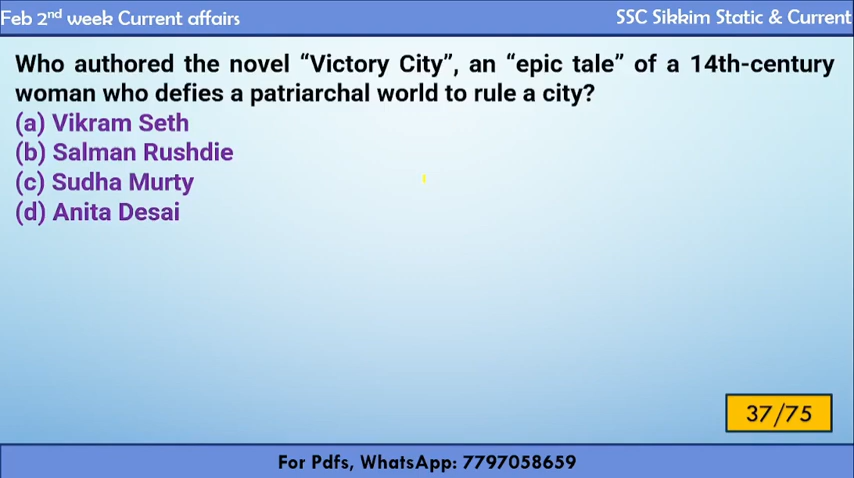 Feb 2nd week Current affairs
SSC Sikkim Static & Current
Who authored the novel “Victory City”, an “epic tale” of a 14th-century
woman who defies a patriarchal world to rule a city?
(a) Vikram Seth
(b) Salman Rushdie
(c) Sudha Murty
(d) Anita Desai
37/75
For Pdfs, WhatsApp: 7797058659